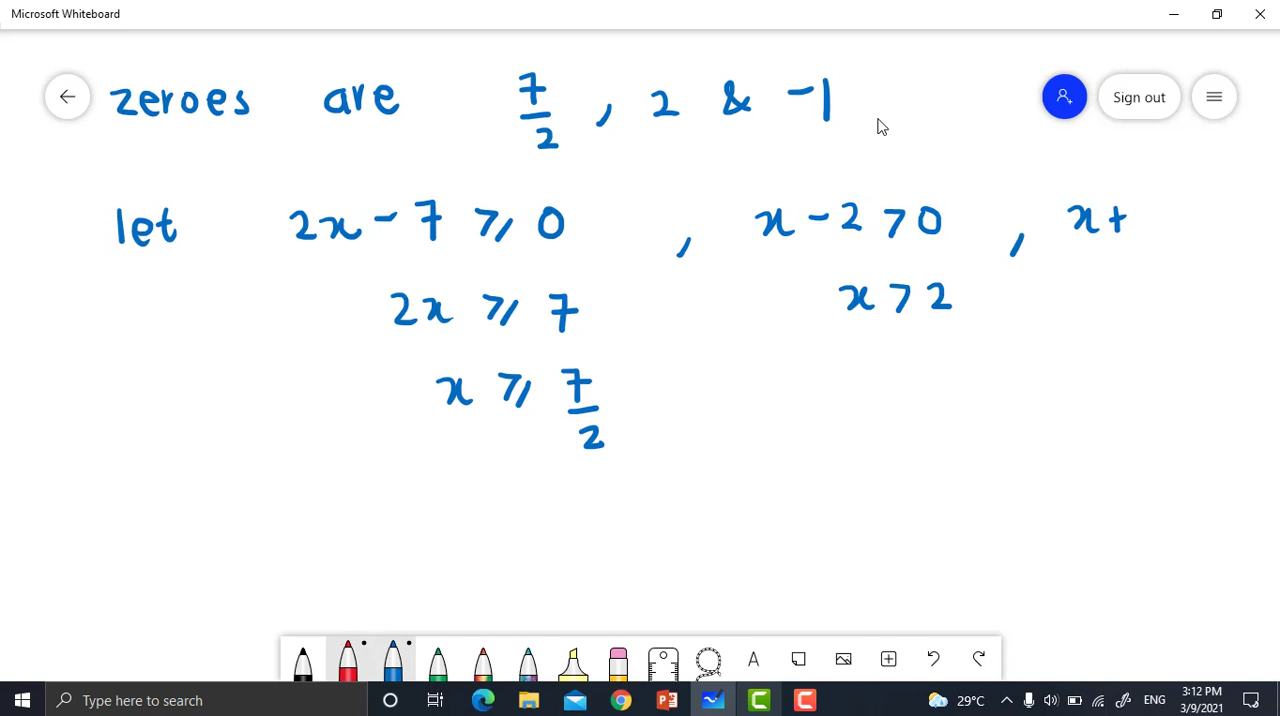 Microsoft Whiteboard
zeroes are 7/2 , 2 & -1
Sign out
let 2x - 7 ⩾ 0 , x - 2 > 0 , x +
2x ⩾ 7 x > 2
x ⩾ 7/2
A
Type here to search
29°C ENG 3:12 PM
3/9/2021